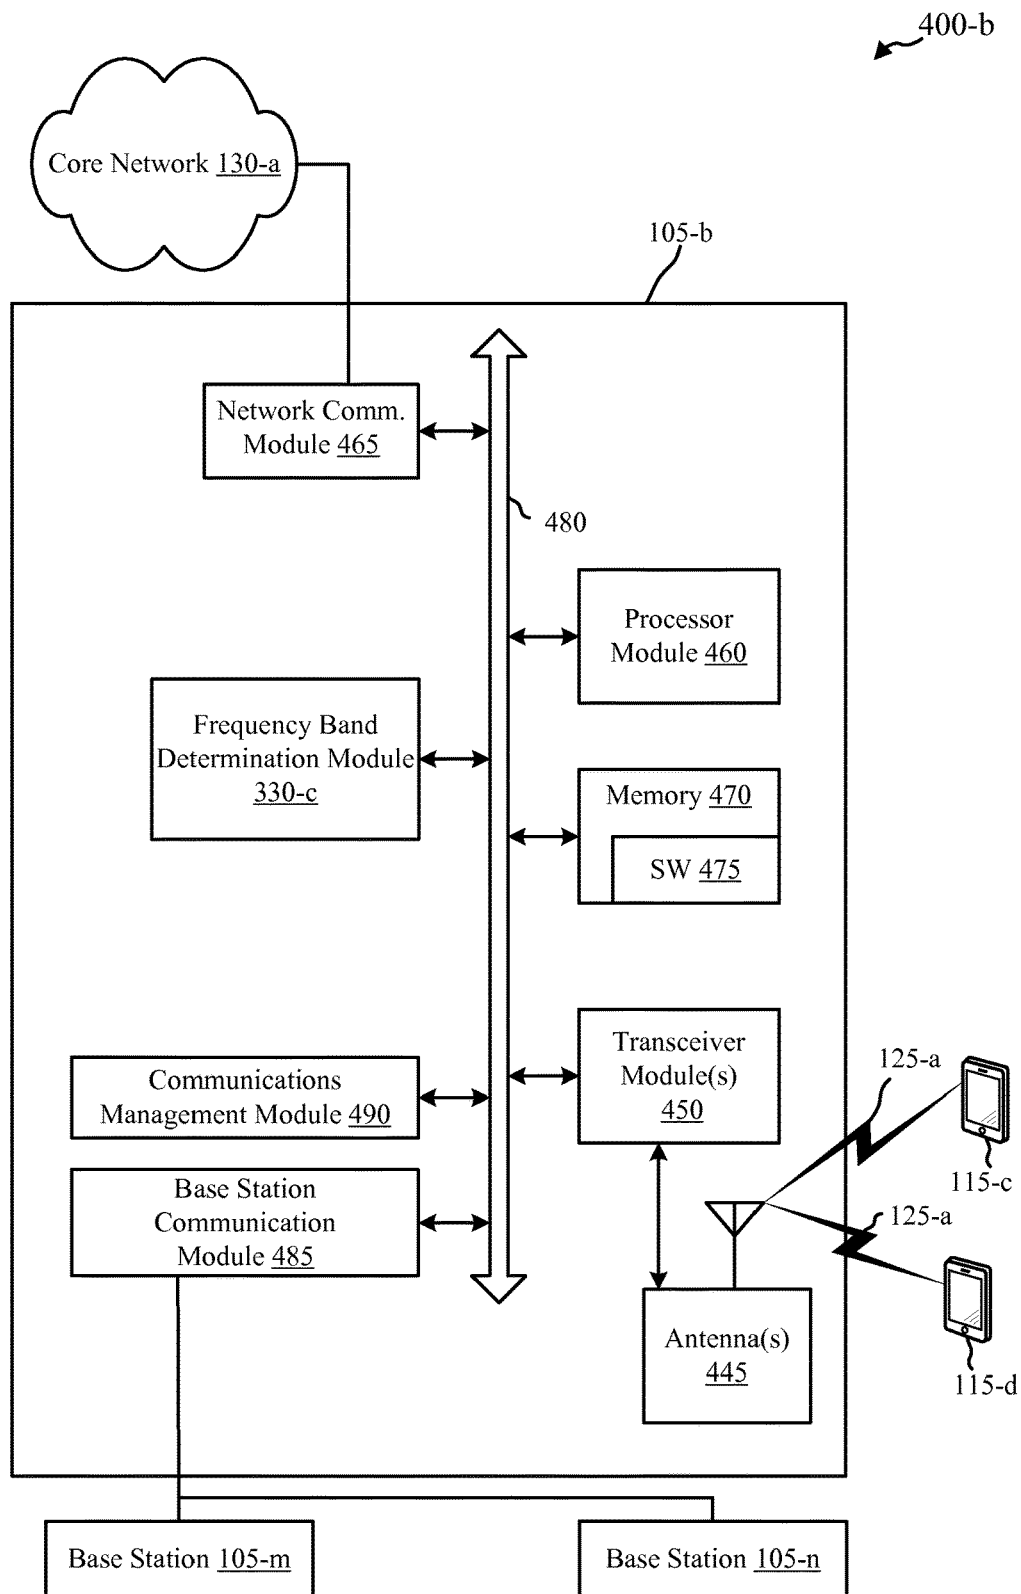 400-b
Core Network 130-a
105-b
Network Comm.
Module 465
480
Processor
Module 460
Frequency Band
Determination Module
330-c
Memory 470
SW 475
Transceiver
Module(s)
450
Communications
Management Module 490
125-a
115-c
Base Station
Communication
Module 485
125-a
Antenna(s)
445
115-d
Base Station 105-m
Base Station 105-n